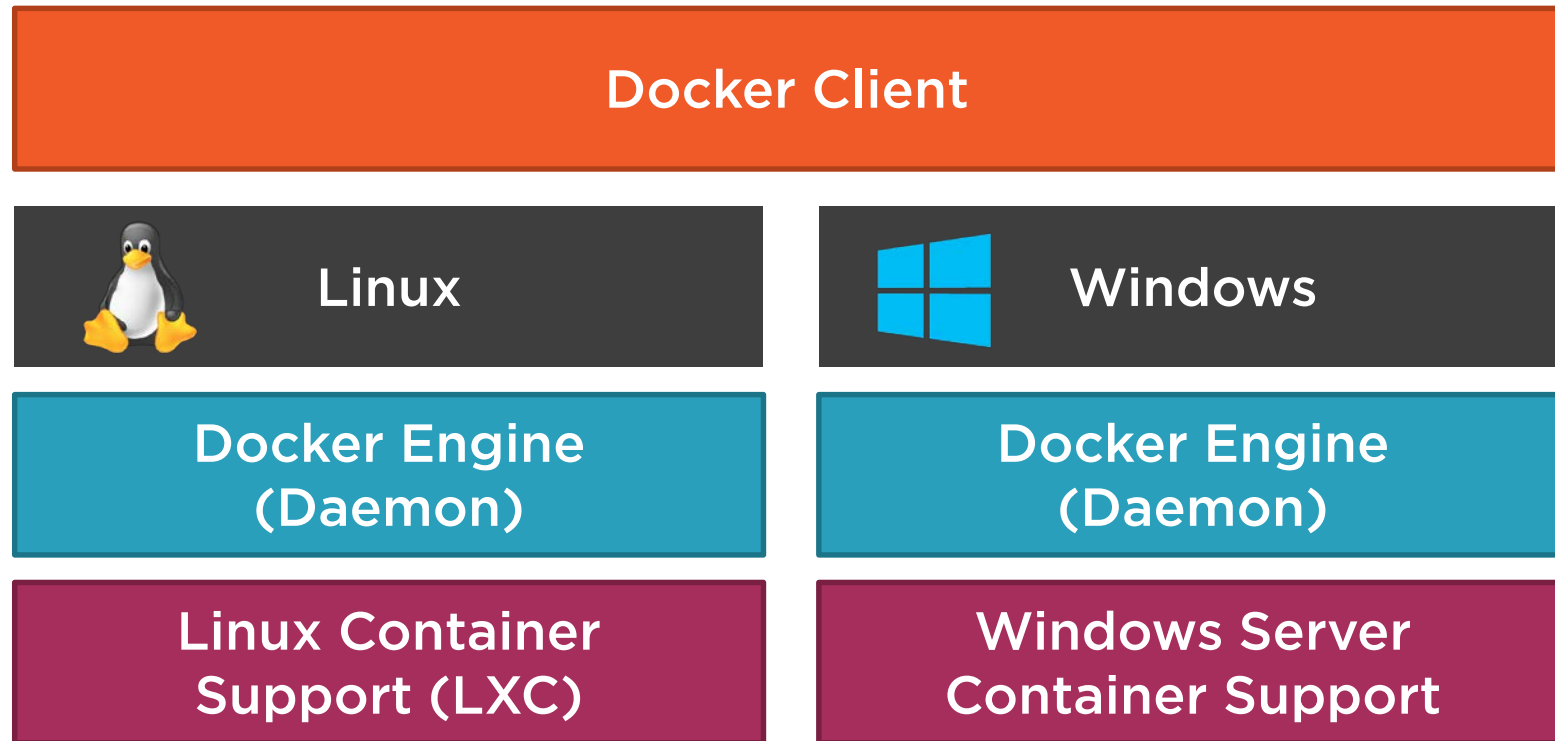 Docker Client
Linux
Windows
Docker Engine
(Daemon)
Docker Engine
(Daemon)
Linux Container
Support (LXC)
Windows Server
Container Support